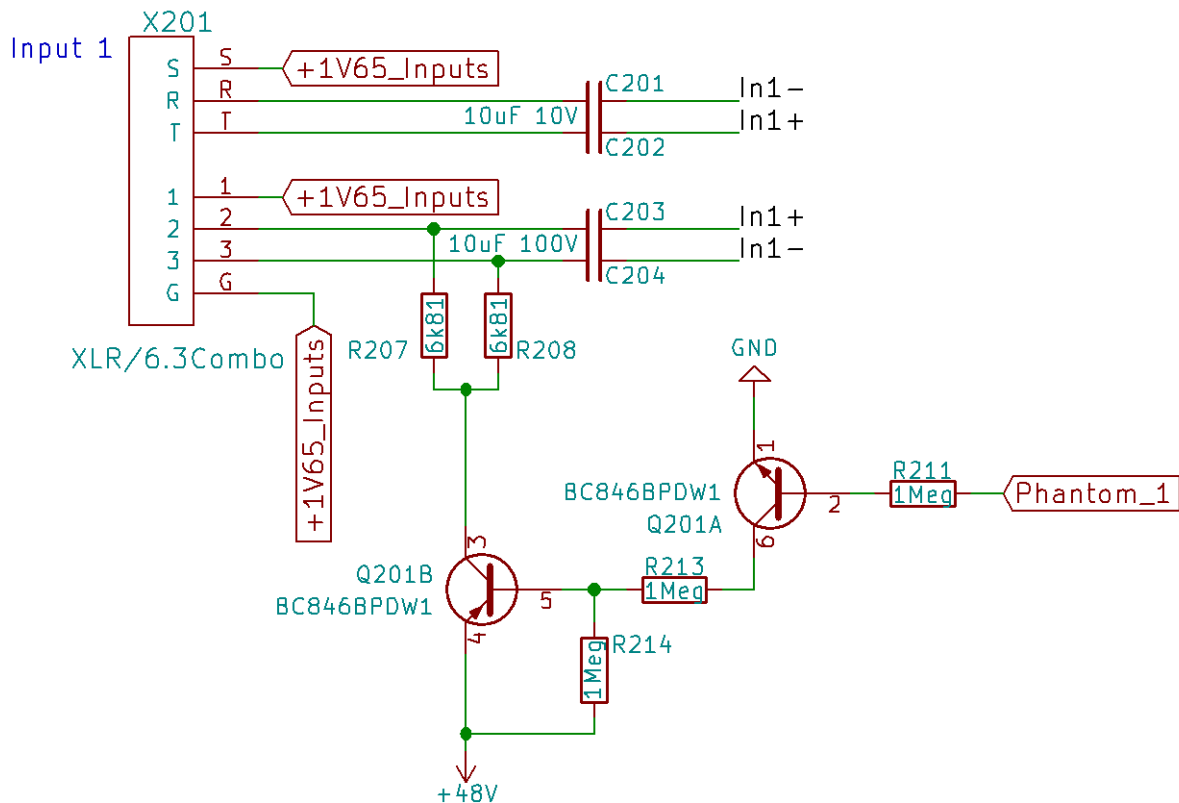 X201
Input 1
S S +1V65_Inputs
R R C201 In1-
10uF 10V
T T In1+
C202
1 1 +1V65_Inputs
2 2 C203 In1+
10uF 100V
3 3 In1-
C204
G G
XLR/6.3Combo
+1V65_Inputs
R207 6k81 6k81 R208
GND
1
BC846BPDW1
Q201A
2
R211
1Meg
Phantom_1
6
3
Q201B
BC846BPDW1
5
4
R213
1Meg
R214
1Meg
+48V